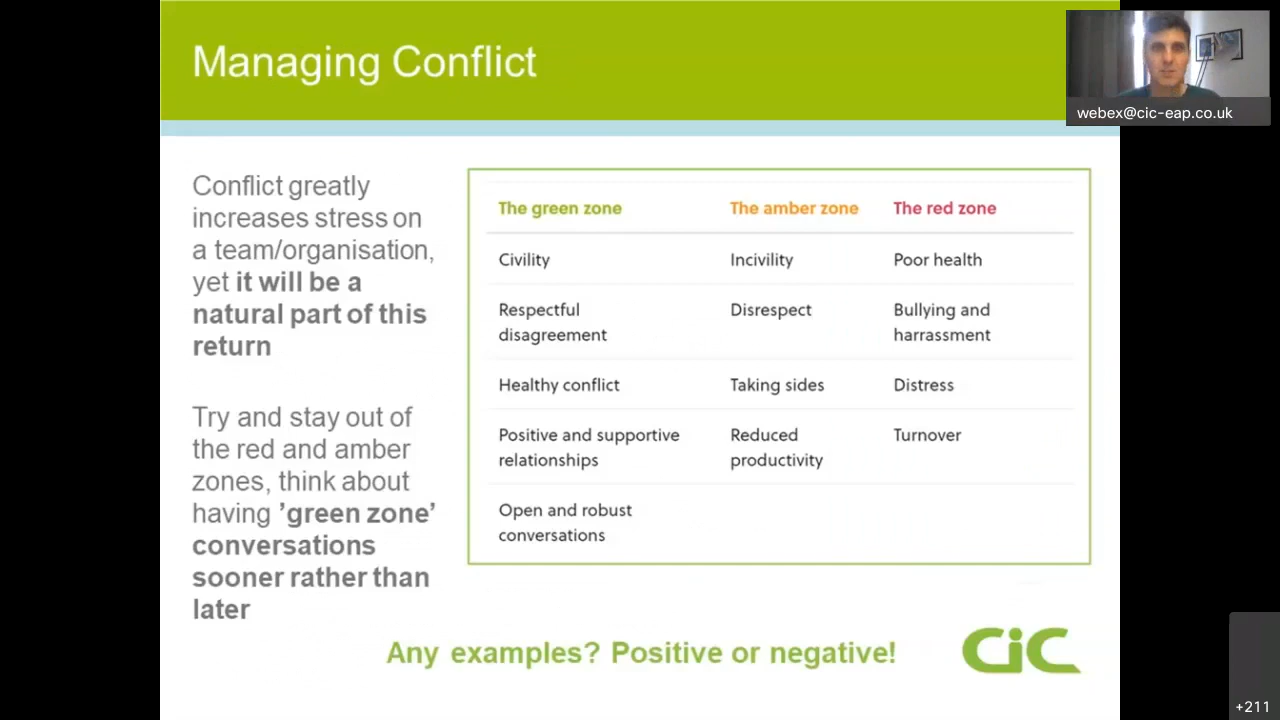 Managing Conflict
webex@cic-eap.co.uk
Conflict greatly
increases stress on
a team/organisation,
yet it will be a
natural part of this
return
Try and stay out of
the red and amber
zones, think about
having ’green zone’
conversations
sooner rather than
later
The green zone The amber zone The red zone
Civility Incivility Poor health
Respectful Disrespect Bullying and
disagreement harrassment
Healthy conflict Taking sides Distress
Positive and supportive Reduced Turnover
relationships productivity
Open and robust
conversations
Any examples? Positive or negative!
CiC
+211